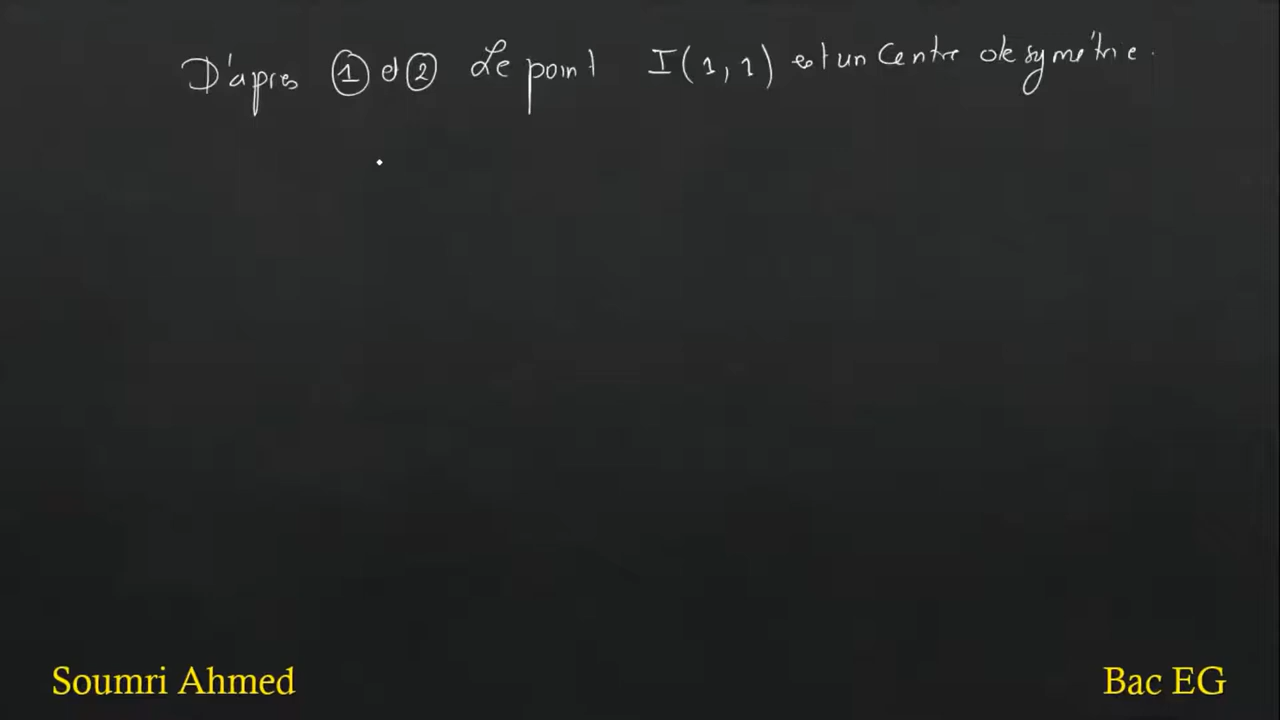 D'après ① et ② Le point I(1,1) est un Centre de symétrie.
Soumri Ahmed
Bac EG